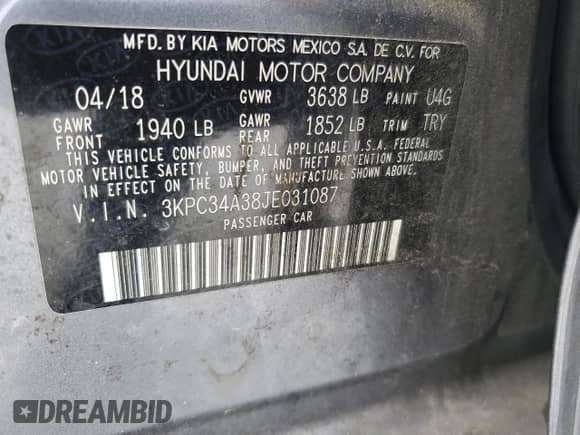 MFD. BY KIA MOTORS MEXICO S.A. DE C.V. FOR
HYUNDAI MOTOR COMPANY
04/18 GVWR 3638 LB PAINT U4G
GAWR FRONT 1940 LB GAWR REAR 1852 LB TRIM TRY
THIS VEHICLE CONFORMS TO ALL APPLICABLE U.S.A. FEDERAL
MOTOR VEHICLE SAFETY, BUMPER, AND THEFT PREVENTION STANDARDS
IN EFFECT ON THE DATE OF MANUFACTURE SHOWN ABOVE.
V.I.N. 3KPC34A38JE031087
PASSENGER CAR
DREAMBID